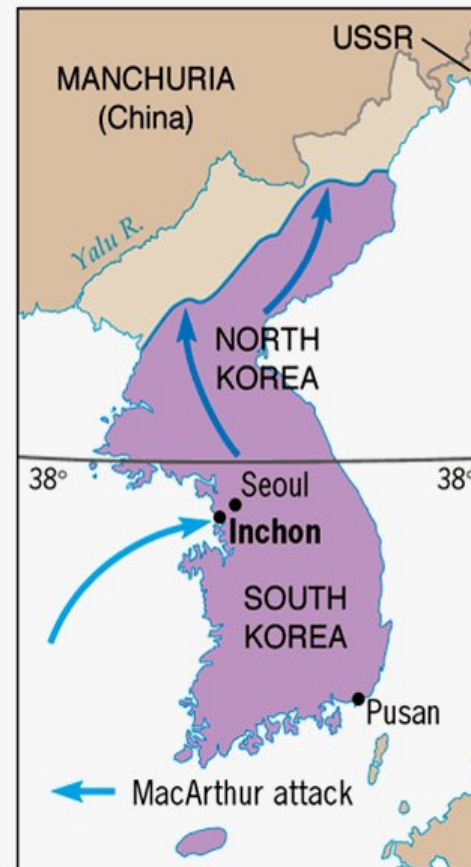 USSR
MANCHURIA
(China)
Yalu R.
NORTH
KOREA
38°
38°
Seoul
Inchon
SOUTH
KOREA
Pusan
MacArthur attack